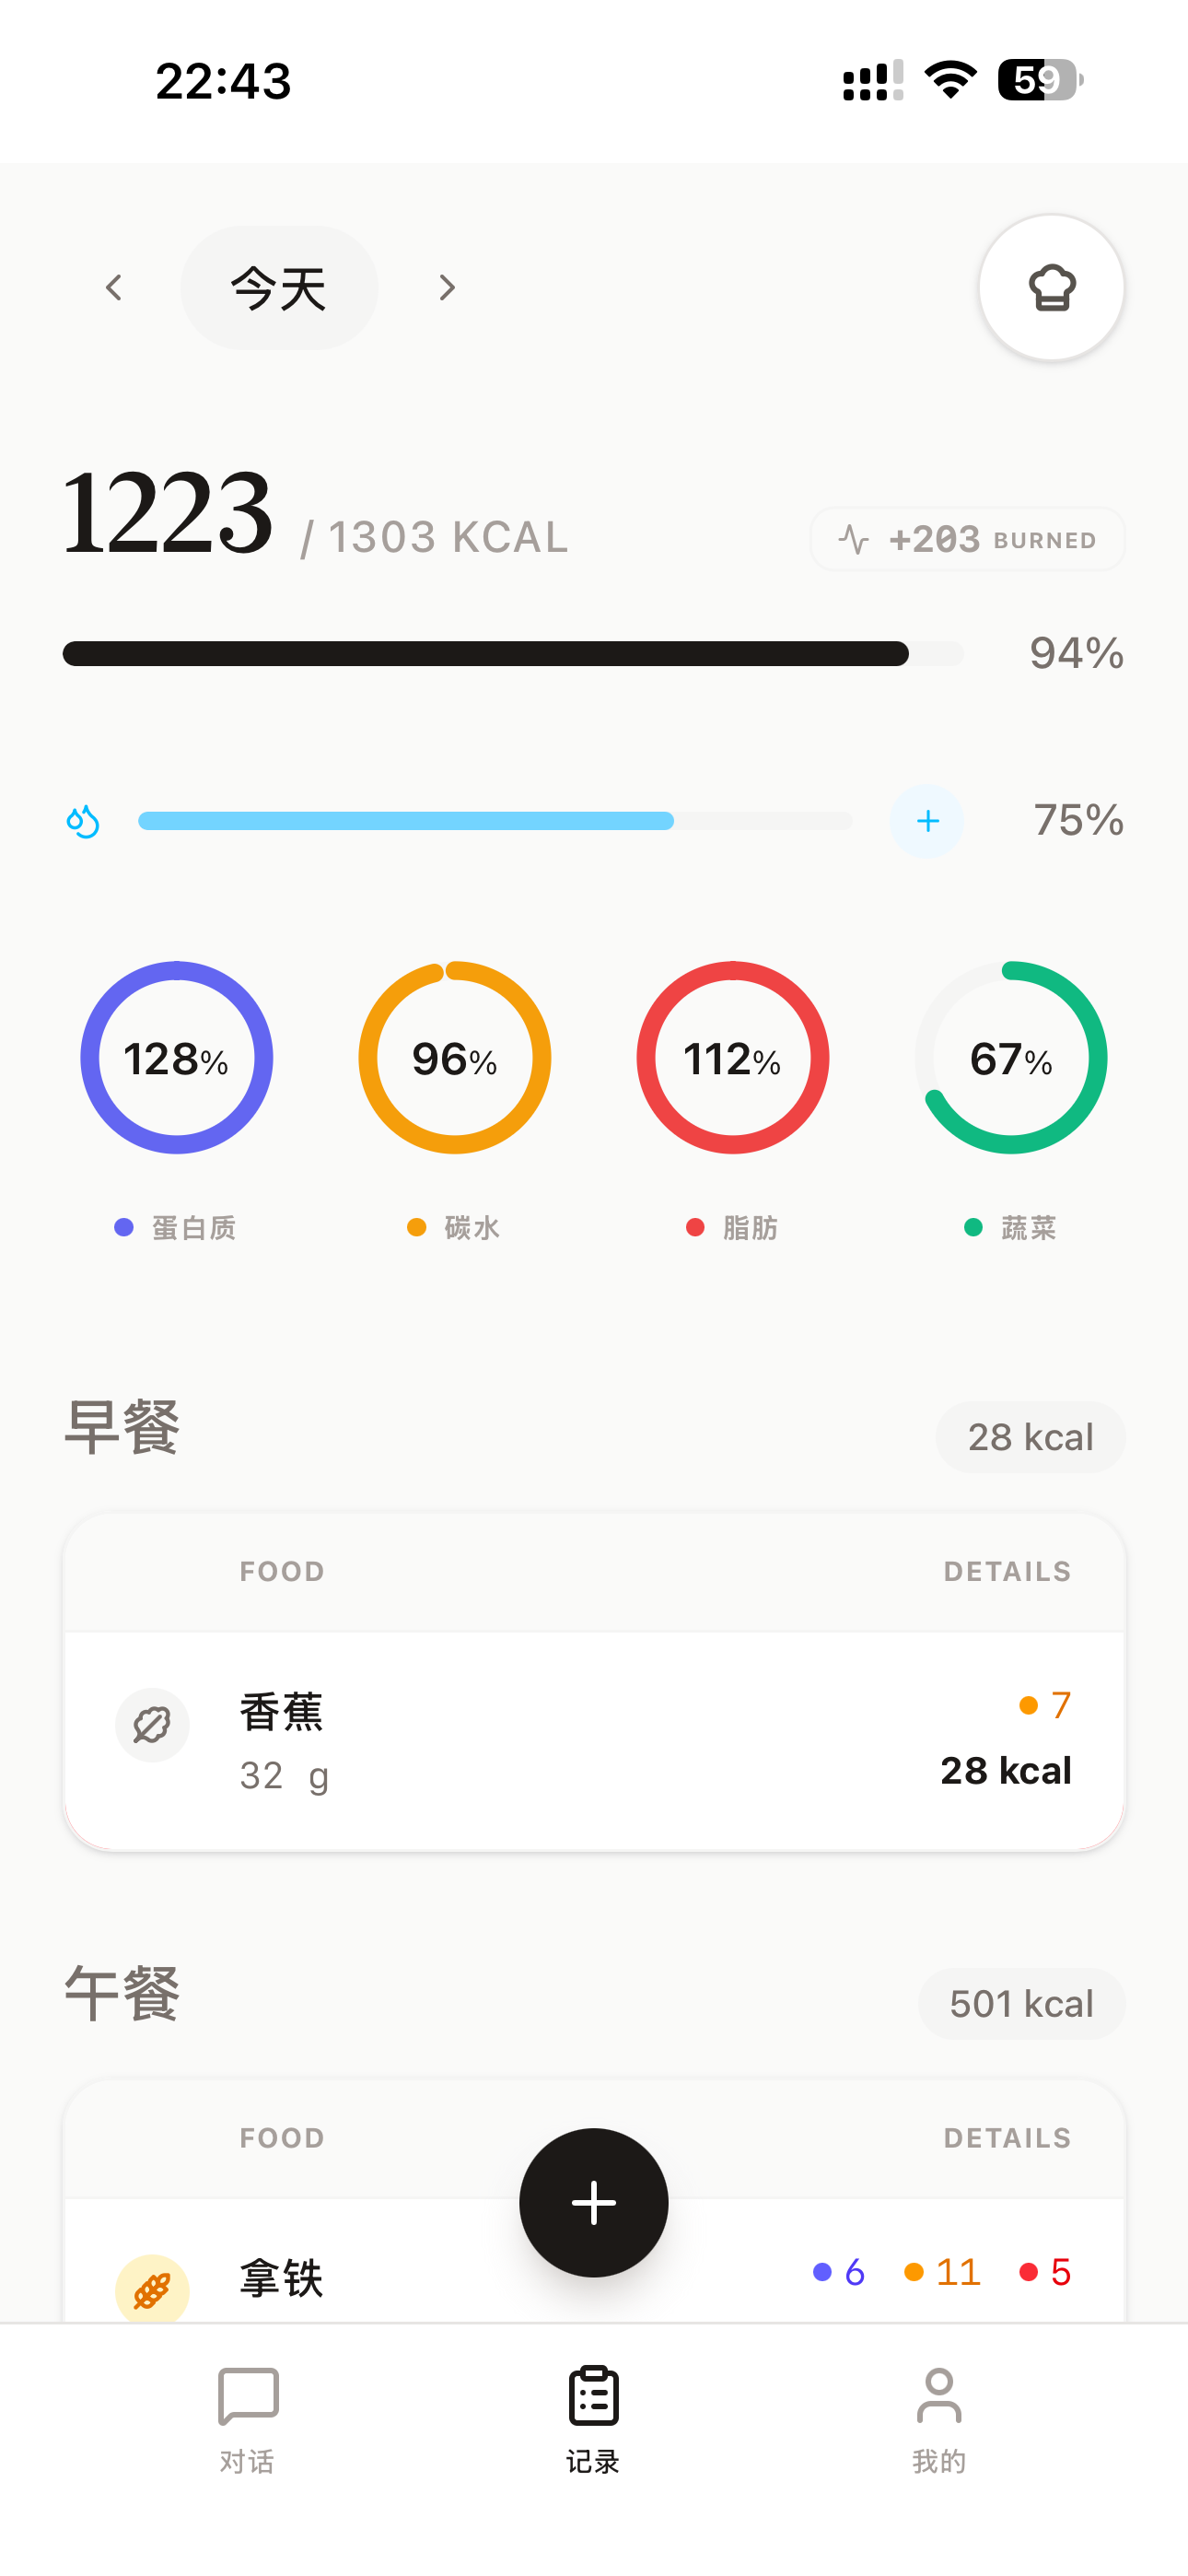 22:43
59
今天
1223 / 1303 KCAL
+203 BURNED
94%
75%
128% 96% 112% 67%
蛋白质 碳水 脂肪 蔬菜
早餐
28 kcal
FOOD DETAILS
香蕉
7
32 g
28 kcal
午餐
501 kcal
FOOD DETAILS
拿铁
6 11 5
对话 记录 我的